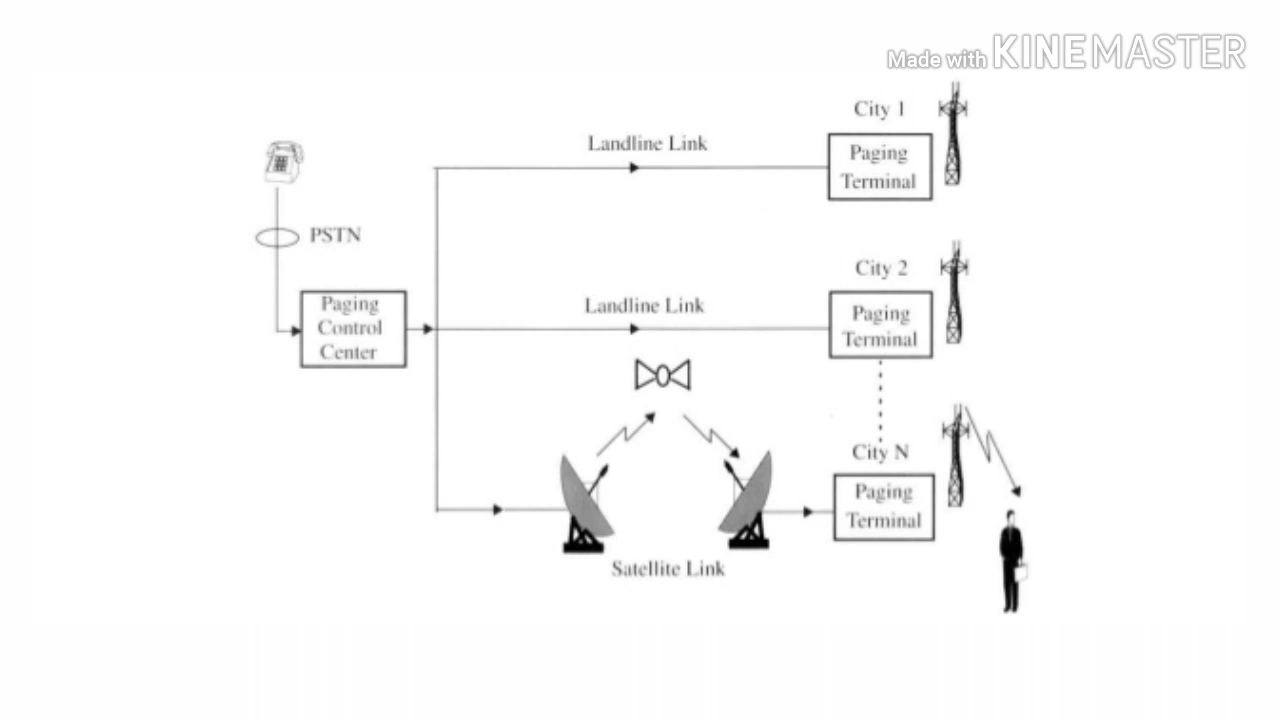 Made with KINEMASTER
City 1
Landline Link
Paging
Terminal
PSTN
City 2
Paging
Control
Center
Landline Link
Paging
Terminal
City N
Paging
Terminal
Satellite Link